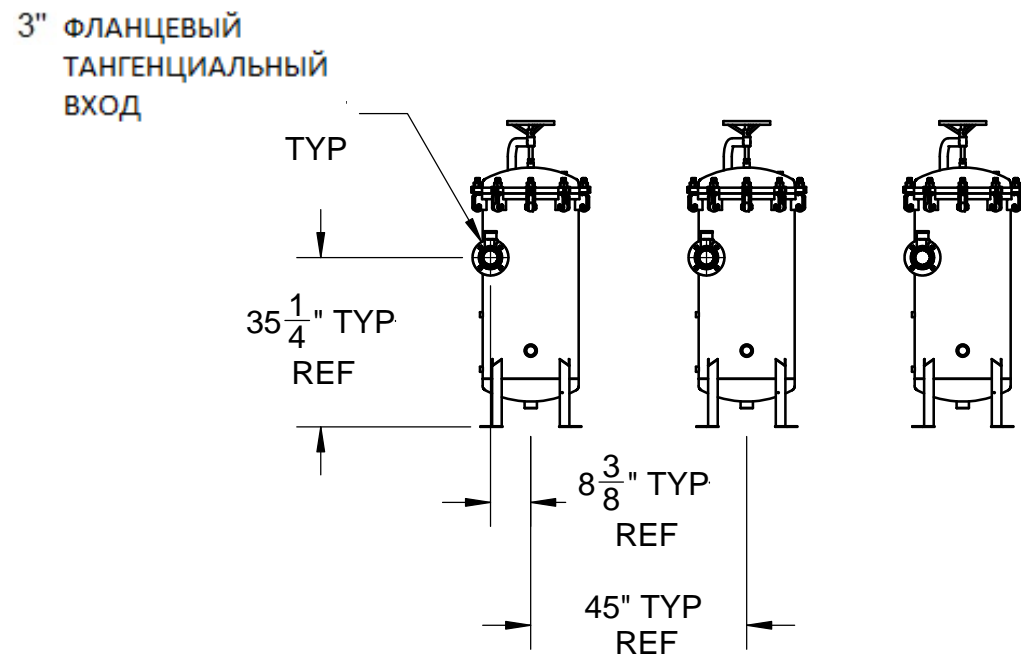 3" ФЛАНЦЕВЫЙ
ТАНГЕНЦИАЛЬНЫЙ
ВХОД
TYP
35 1/4" TYP
REF
8 3/8" TYP
REF
45" TYP
REF